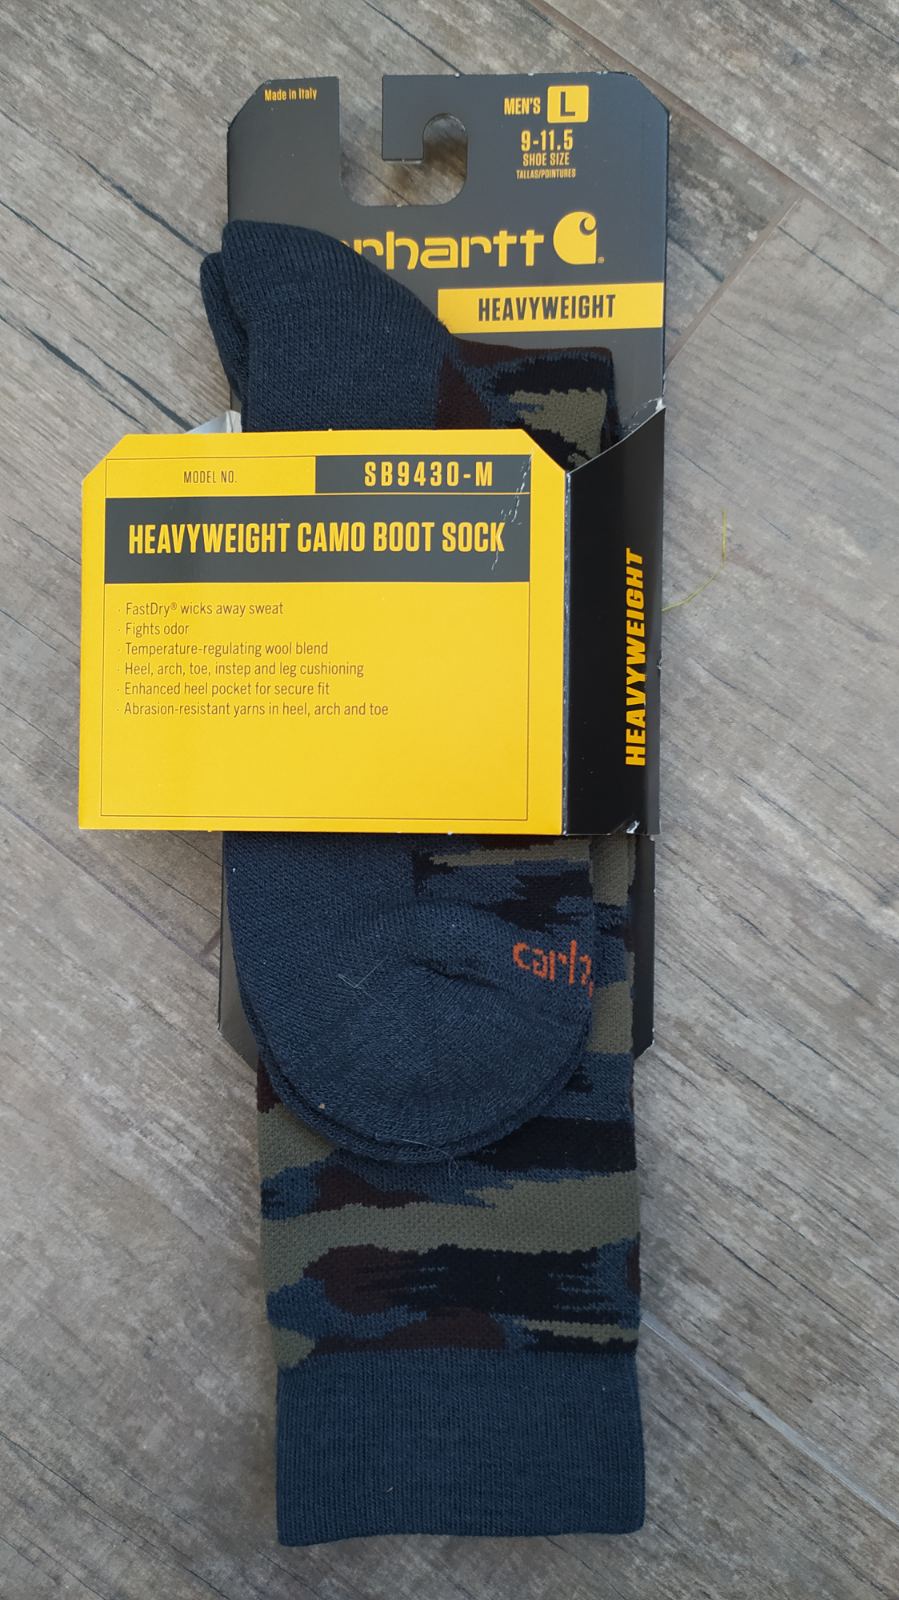 Made in Italy
MEN'S L
9-11.5
SHOE SIZE
TALLAS/POINTURES
rhartt
HEAVYWEIGHT
MODEL NO. SB9430-M
HEAVYWEIGHT CAMO BOOT SOCK
· FastDry® wicks away sweat
· Fights odor
· Temperature-regulating wool blend
· Heel, arch, toe, instep and leg cushioning
· Enhanced heel pocket for secure fit
· Abrasion-resistant yarns in heel, arch and toe
HEAVYWEIGHT
carh